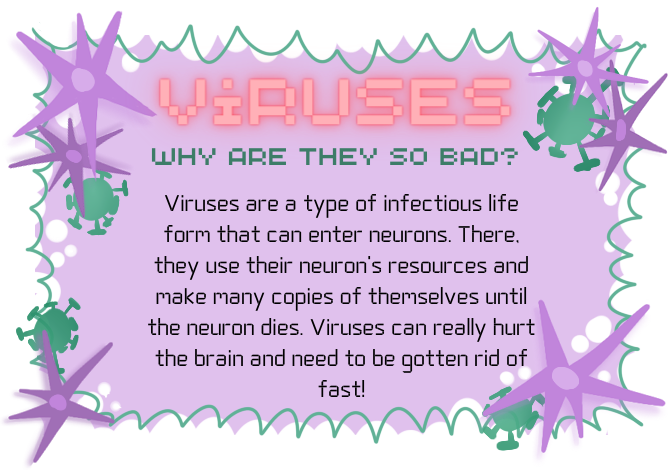 ViRUSES
WHY ARE THEY SO BAD?
Viruses are a type of infectious life
form that can enter neurons. There,
they use their neuron's resources and
make many copies of themselves until
the neuron dies. Viruses can really hurt
the brain and need to be gotten rid of
fast!